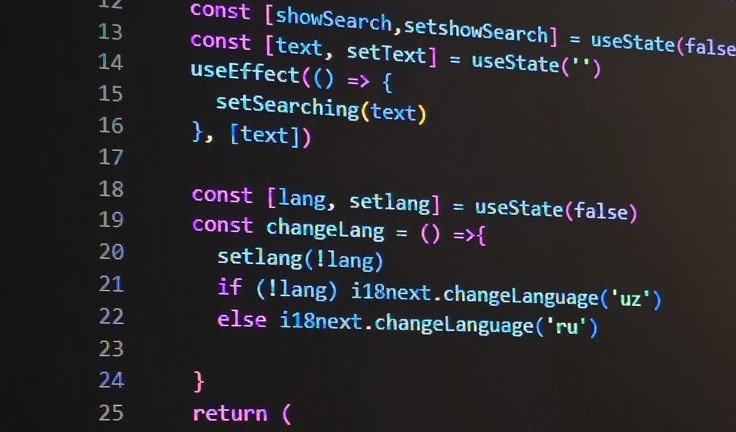 12 const [showSearch,setshowSearch] = useState(false
13 const [text, setText] = useState('')
14 useEffect(() => {
15 setSearching(text)
16 }, [text])
17
18 const [lang, setlang] = useState(false)
19 const changeLang = () =>{
20 setlang(!lang)
21 if (!lang) i18next.changeLanguage('uz')
22 else i18next.changeLanguage('ru')
23
24 }
25 return (